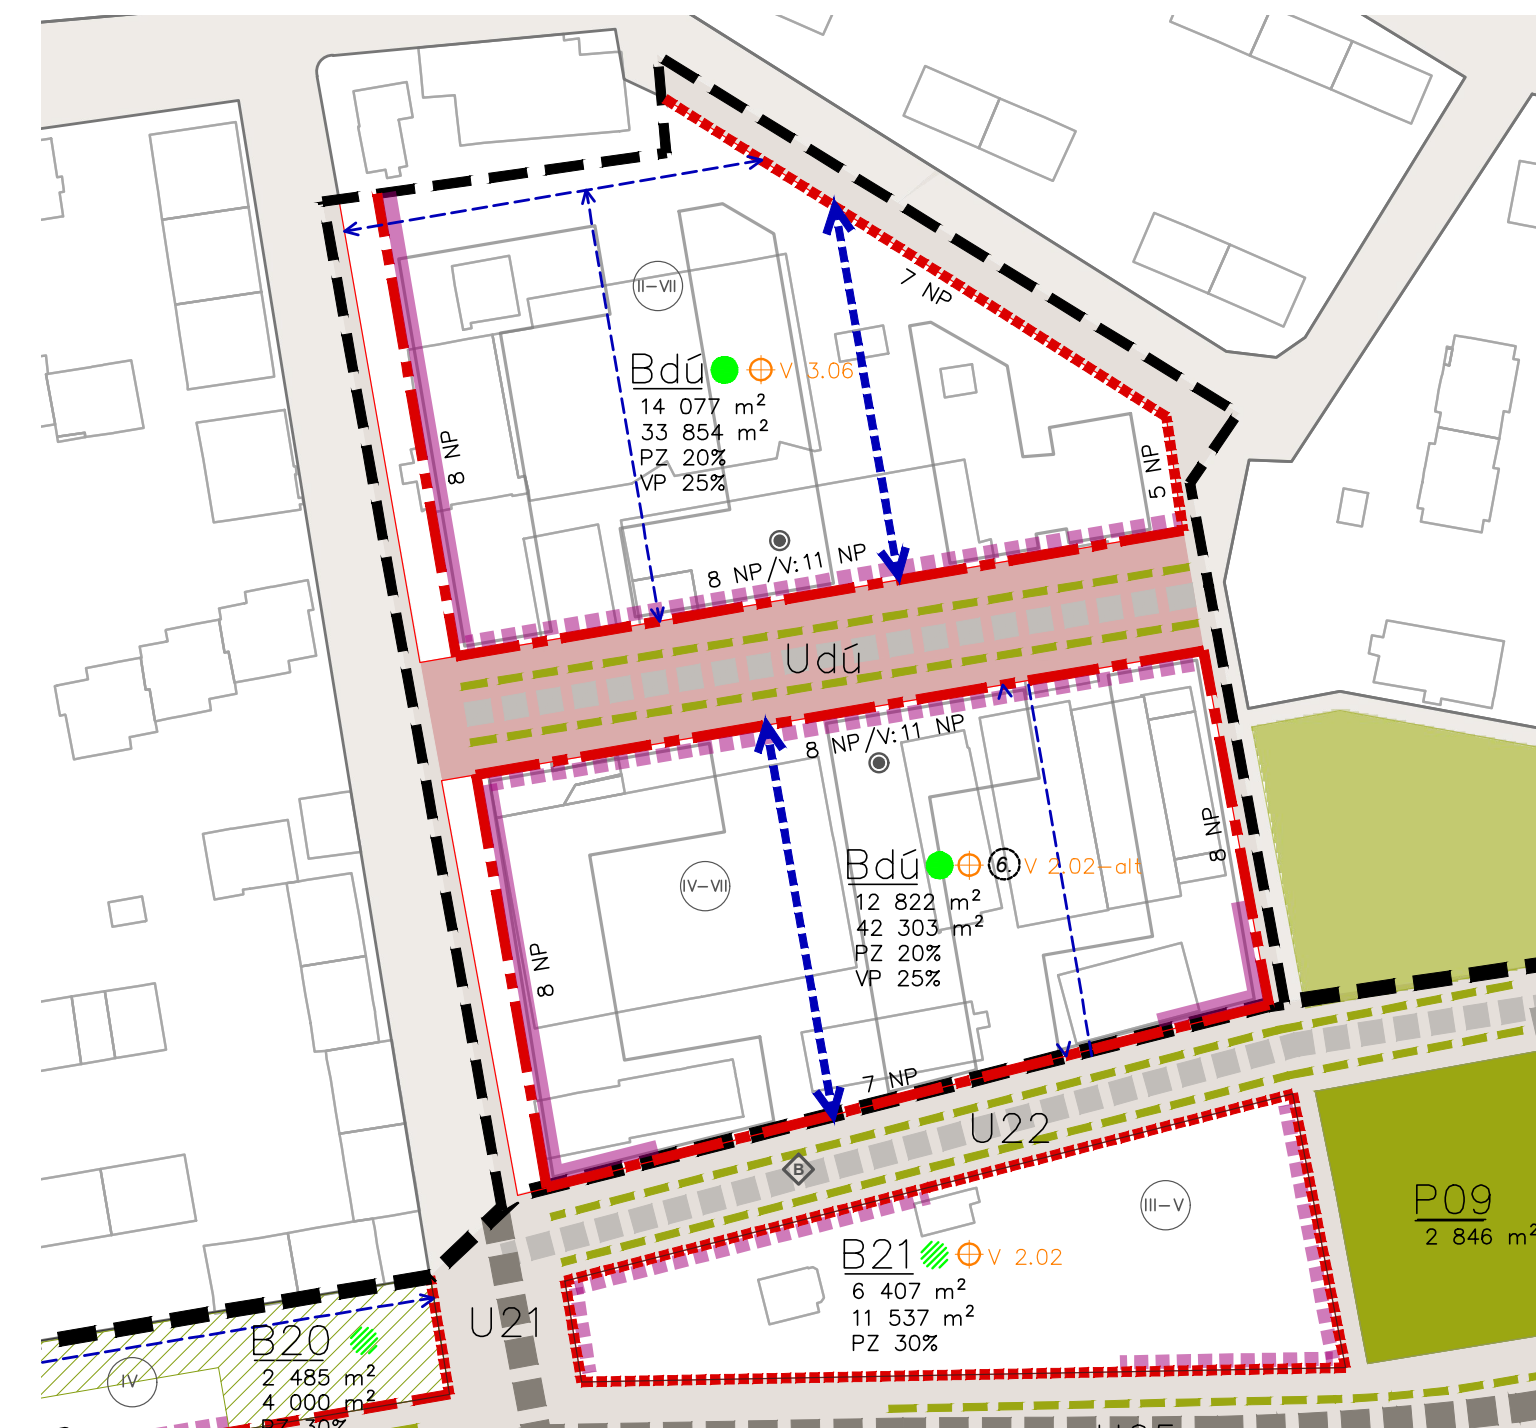 7 NP
II-VII
Bdú V 3.06
14 077 m²
33 854 m²
PZ 20%
VP 25%
8 NP
5 NP
8 NP/V:11 NP
Udú
8 NP/V:11 NP
8 NP
IV-VII
Bdú 6. V 2.02-alt
12 822 m²
42 303 m²
PZ 20%
VP 25%
8 NP
7 NP
U22
B
III-V
P09
2 846 m²
B21 V 2.02
6 407 m²
11 537 m²
PZ 30%
U21
B20
2 485 m²
4 000 m²
PZ 30%
IV